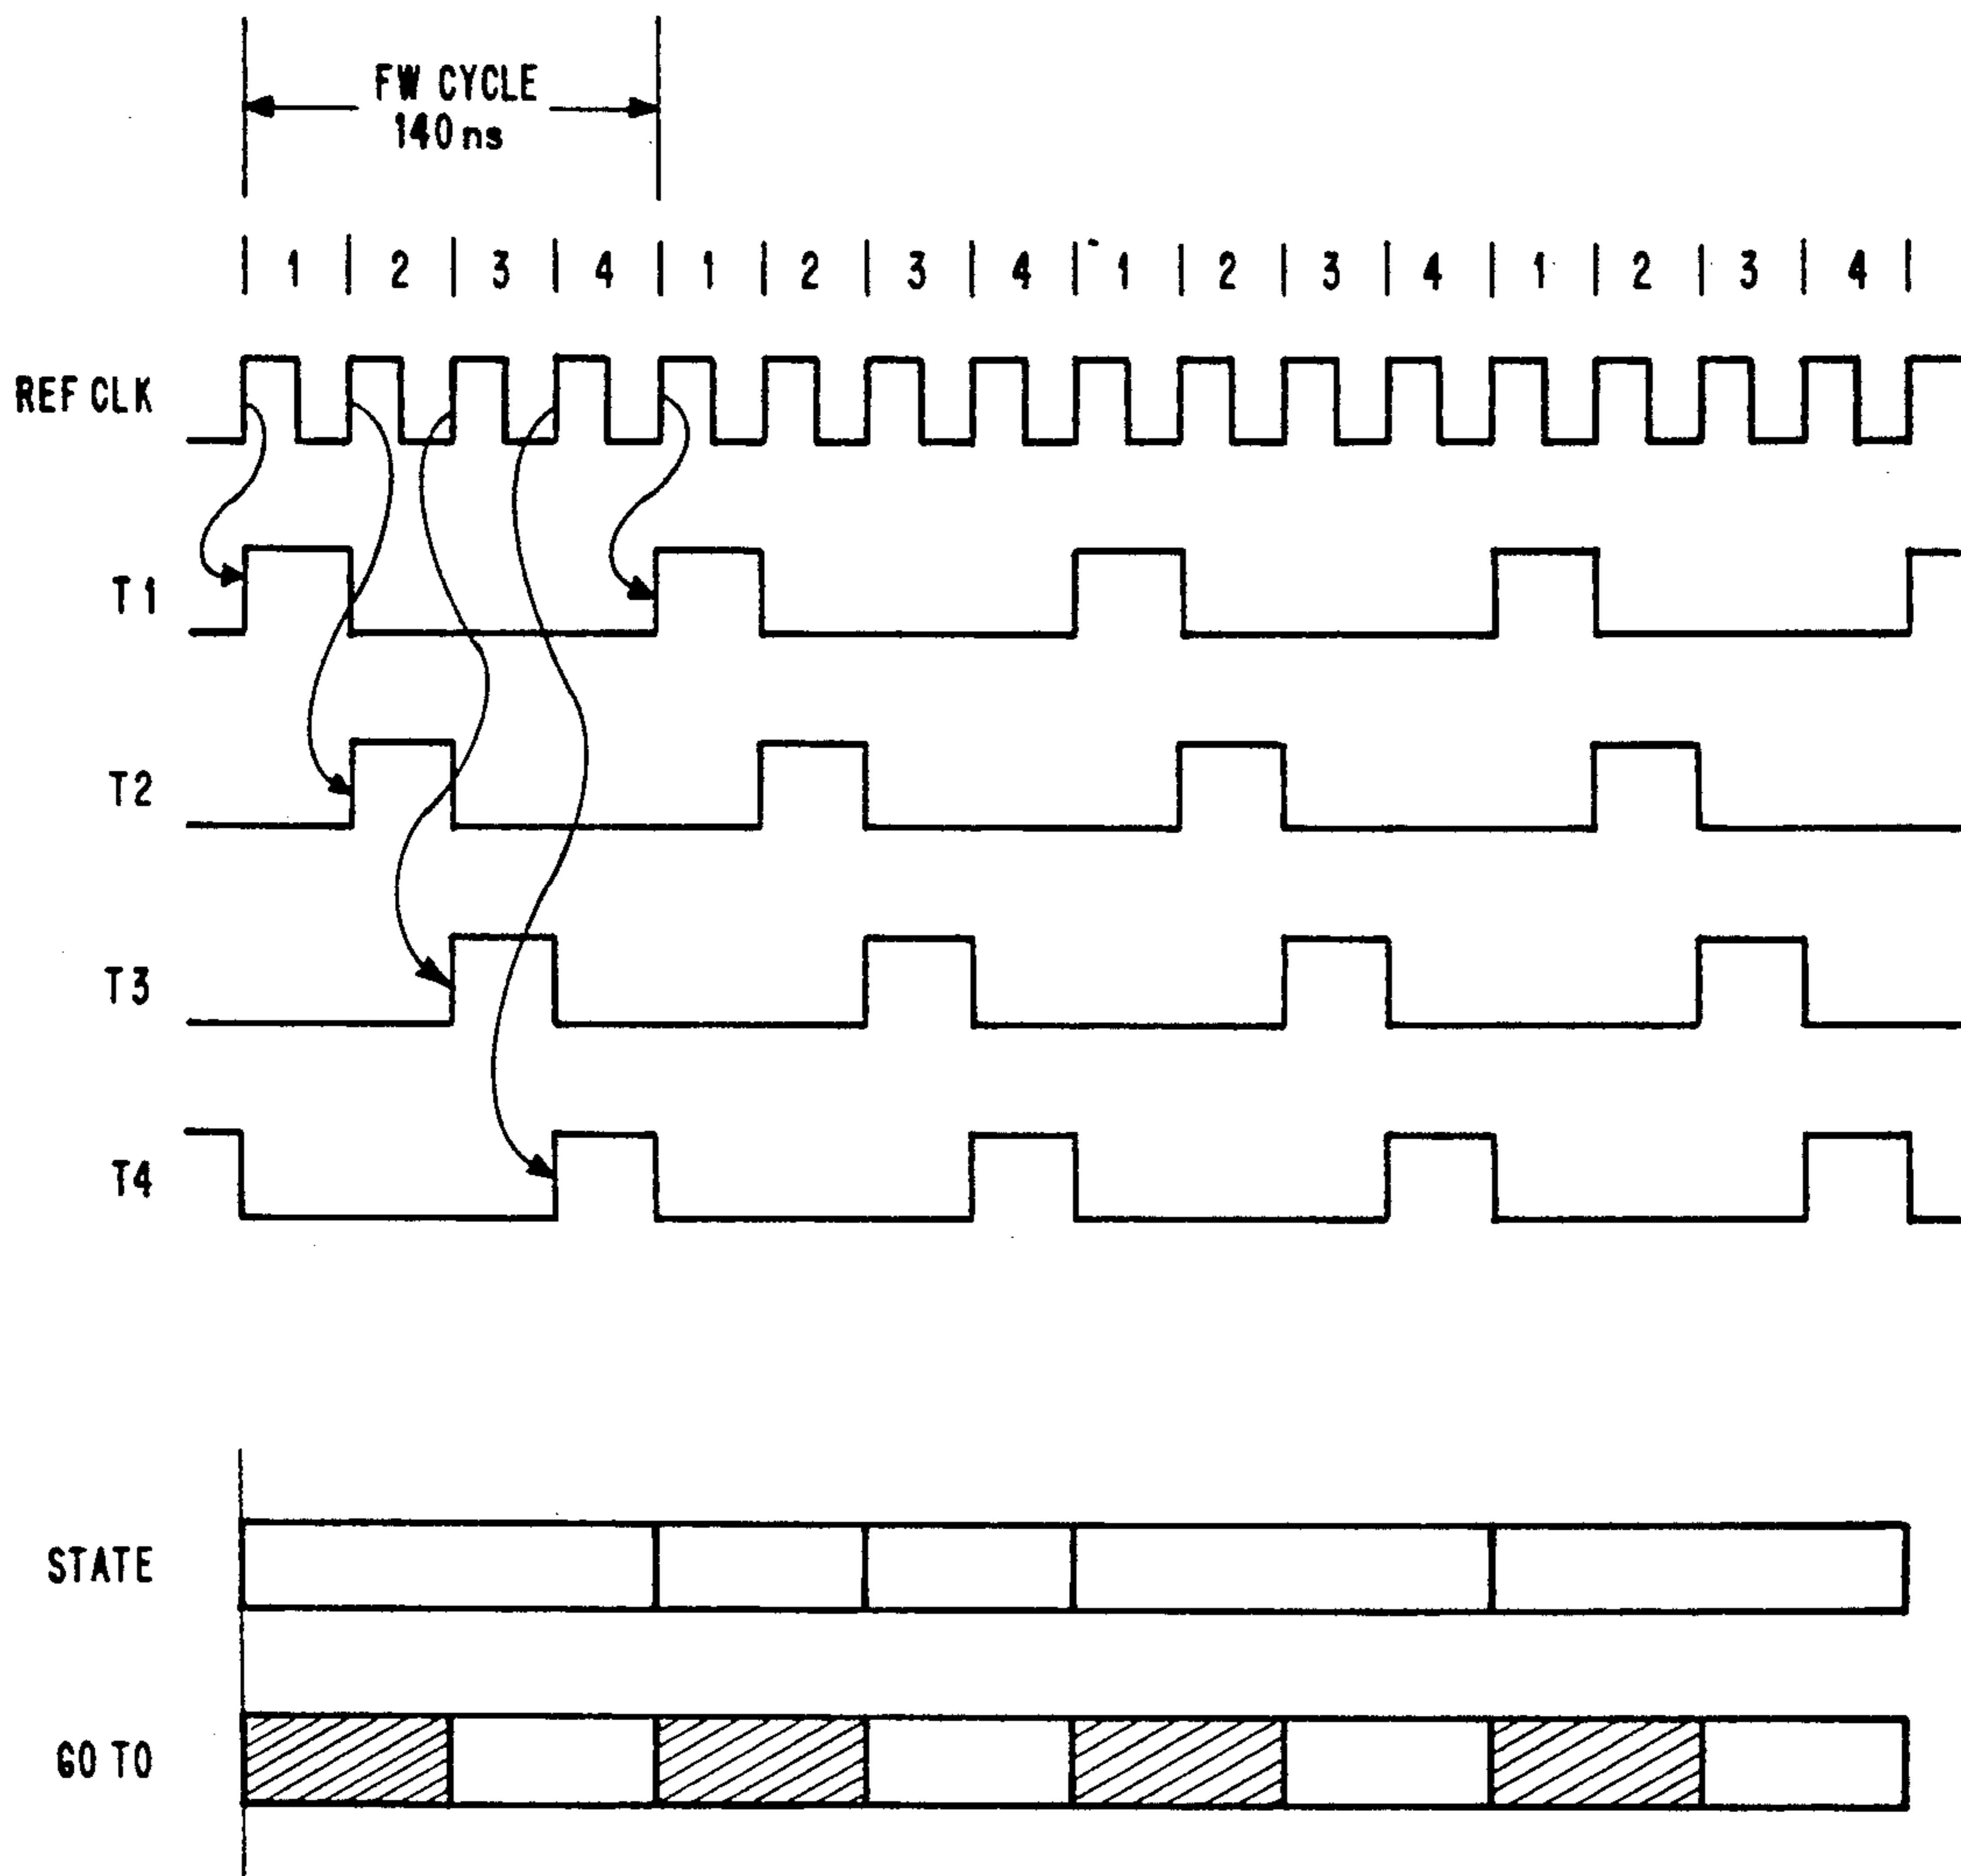 FW CYCLE
140 ns
1 2 3 4 1 2 3 4 1 2 3 4 1 2 3 4
REF CLK
T1
T2
T3
T4
STATE
GO TO